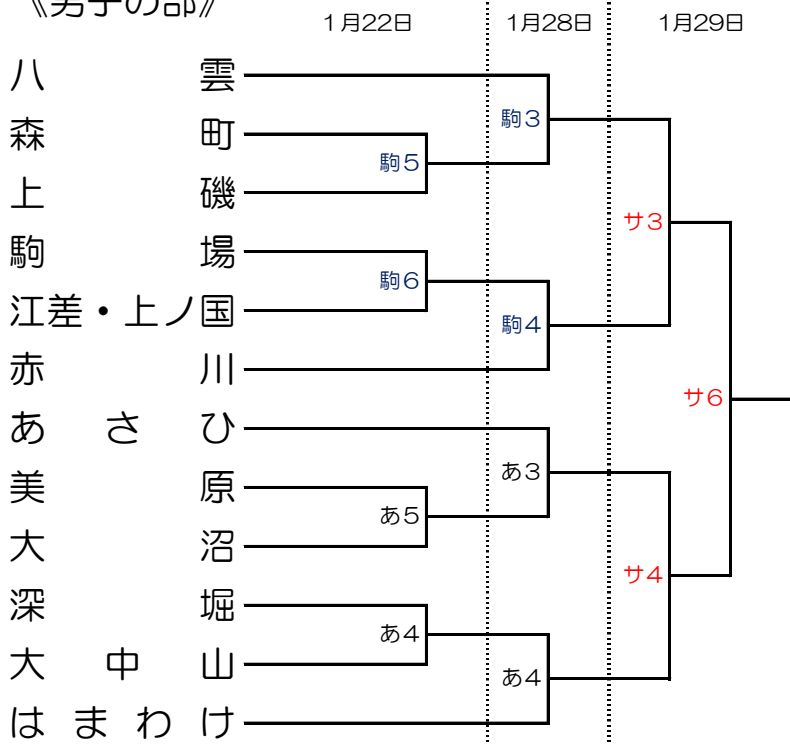 《男子の部》
1月22日 1月28日 1月29日
八雲
駒3
森町
駒5
上磯
サ3
駒場
駒6
江差・上ノ国
駒4
赤川
サ6
あさひ
あ3
美原
あ5
大沼
サ4
深堀
あ4
大中山
あ4
はまわけ